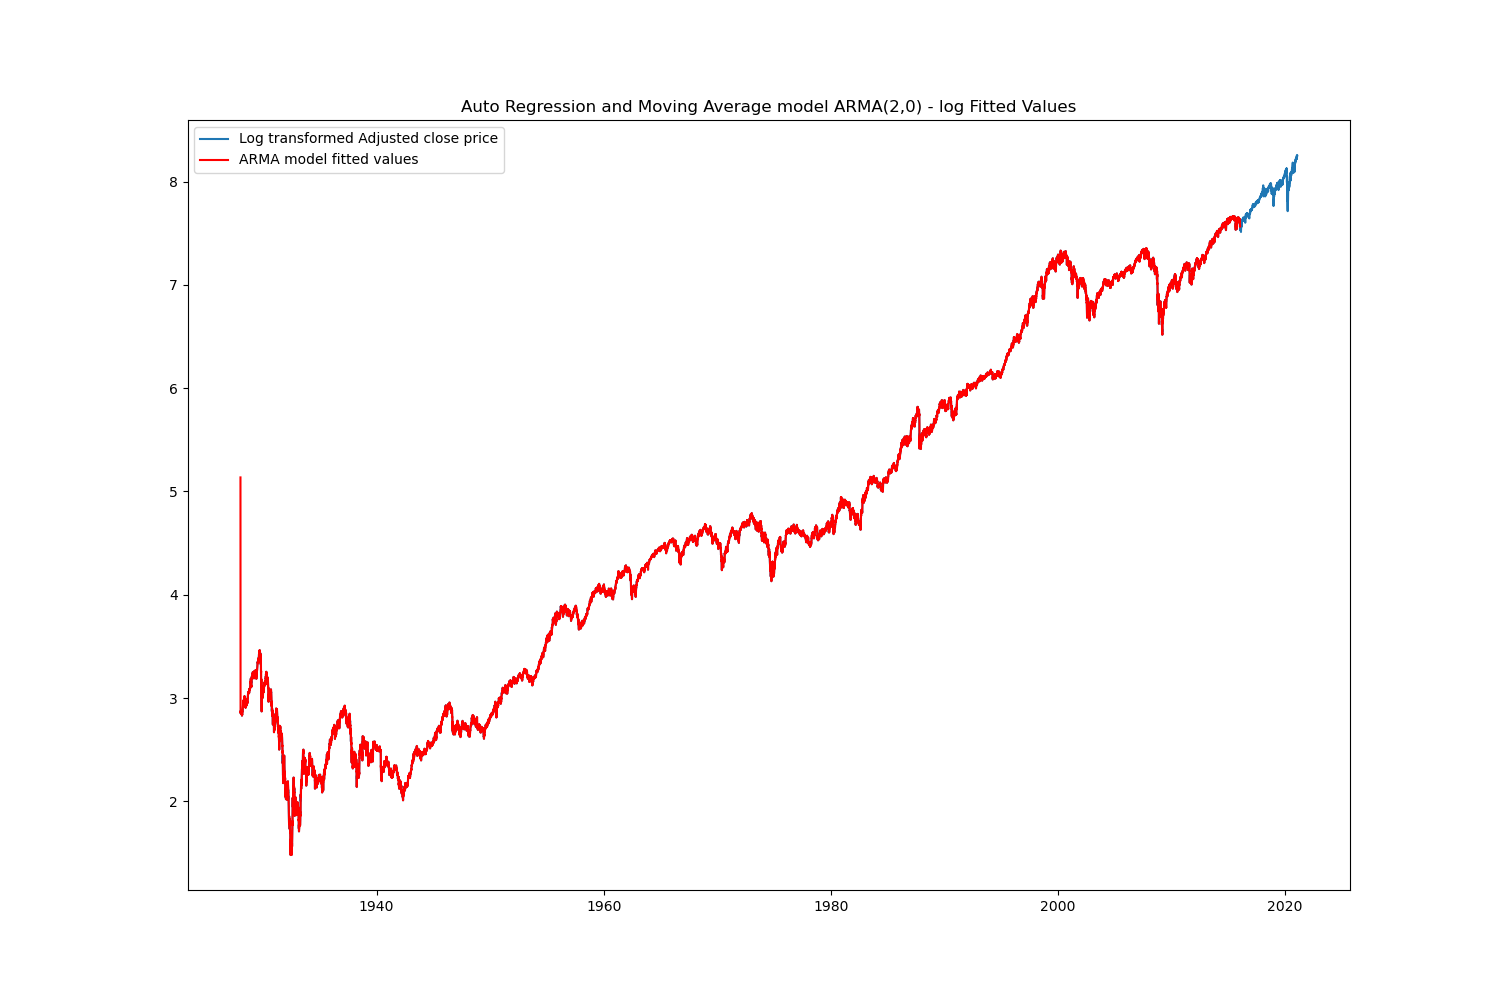 Auto Regression and Moving Average model ARMA(2,0) - log Fitted Values
Log transformed Adjusted close price
ARMA model fitted values
8
7
6
5
4
3
2
1940 1960 1980 2000 2020